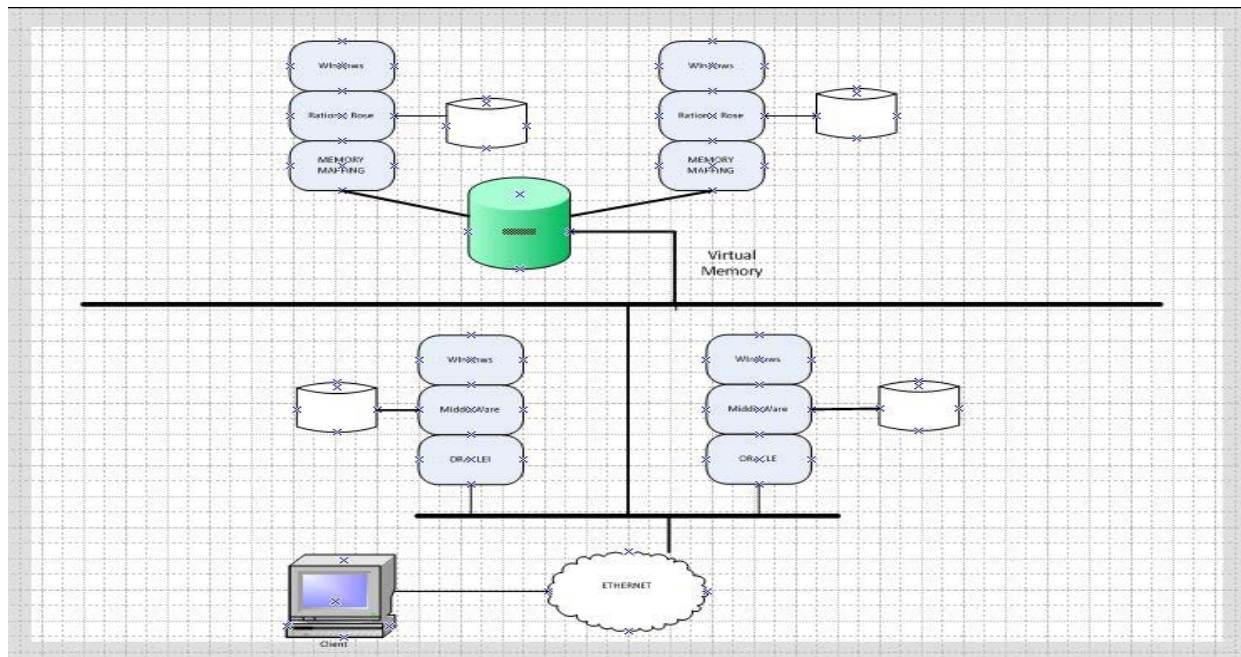 Windows
Windows
Rational Rose
Rational Rose
MEMORY
MAPPING
MEMORY
MAPPING
Virtual
Memory
Windows
Windows
MiddleWare
MiddleWare
ORACLE
ETHERNET
Client